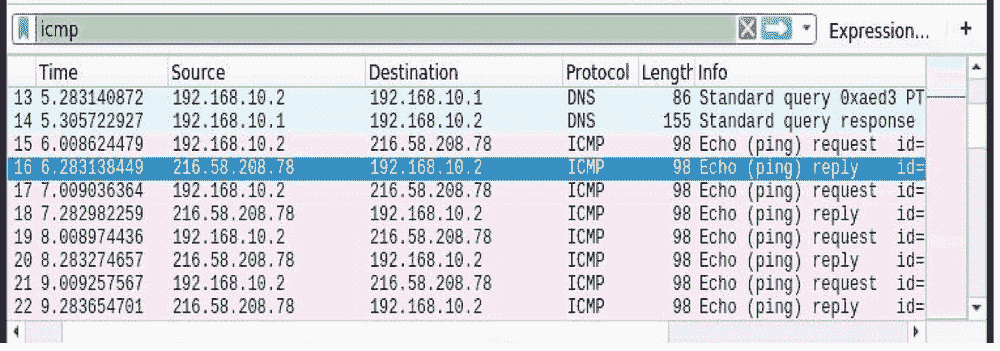 icmp Expression... +
Time Source Destination Protocol Length Info
13 5.283140872 192.168.10.2 192.168.10.1 DNS 86 Standard query 0xaed3 PT
14 5.305722927 192.168.10.1 192.168.10.2 DNS 155 Standard query response
15 6.008624479 192.168.10.2 216.58.208.78 ICMP 98 Echo (ping) request id=
16 6.283138449 216.58.208.78 192.168.10.2 ICMP 98 Echo (ping) reply id=
17 7.009036364 192.168.10.2 216.58.208.78 ICMP 98 Echo (ping) request id=
18 7.282982259 216.58.208.78 192.168.10.2 ICMP 98 Echo (ping) reply id=
19 8.008974436 192.168.10.2 216.58.208.78 ICMP 98 Echo (ping) request id=
20 8.283274657 216.58.208.78 192.168.10.2 ICMP 98 Echo (ping) reply id=
21 9.009257567 192.168.10.2 216.58.208.78 ICMP 98 Echo (ping) request id=
22 9.283654701 216.58.208.78 192.168.10.2 ICMP 98 Echo (ping) reply id=